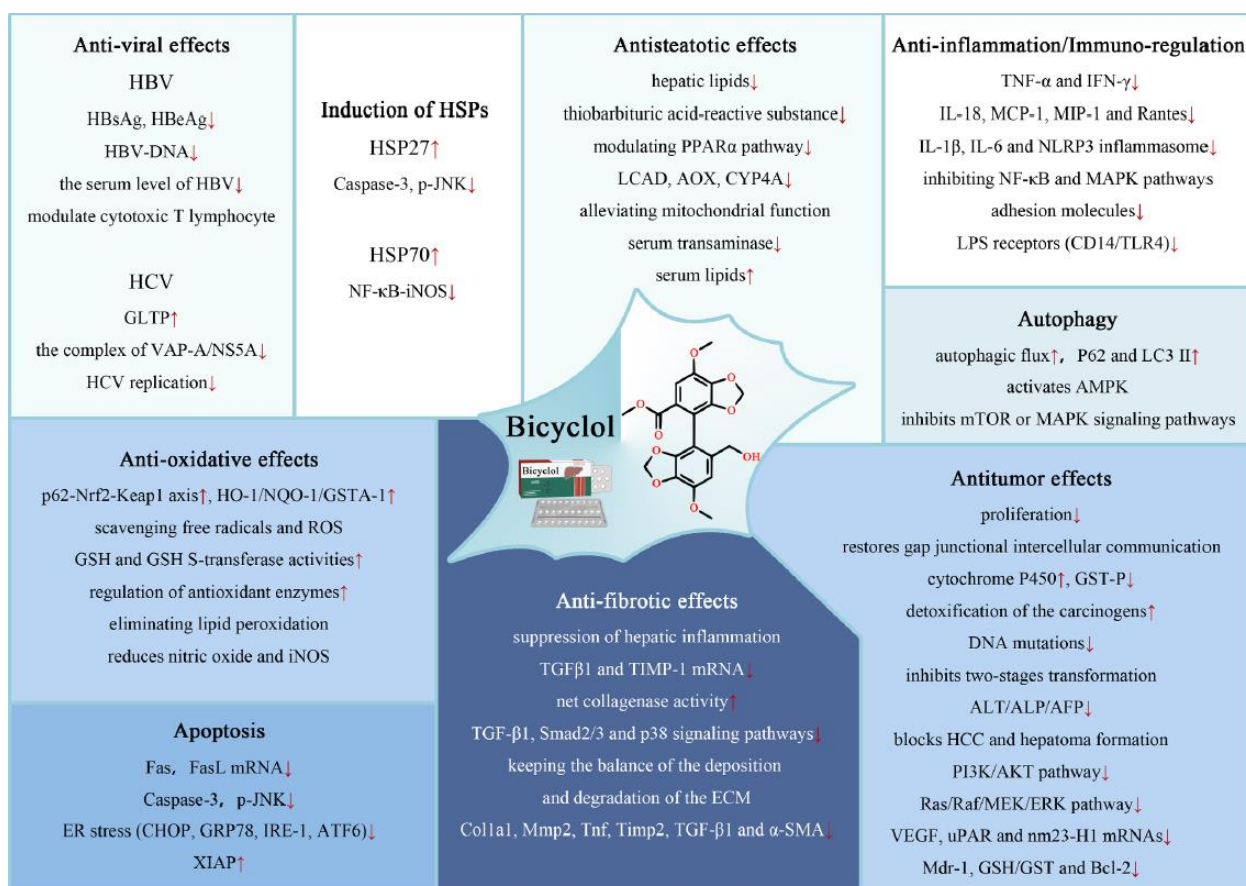 Anti-viral effects
HBV
HBsAg, HBeAg↓
HBV-DNA↓
the serum level of HBV↓
modulate cytotoxic T lymphocyte
HCV
GLTP↑
the complex of VAP-A/NS5A↓
HCV replication↓
Induction of HSPs
HSP27↑
Caspase-3, p-JNK↓
HSP70↑
NF-κB-iNOS↓
Antisteatotic effects
hepatic lipids↓
thiobarbituric acid-reactive substance↓
modulating PPARα pathway↓
LCAD, AOX, CYP4A↓
alleviating mitochondrial function
serum transaminase↓
serum lipids↑
Anti-inflammation/Immuno-regulation
TNF-α and IFN-γ↓
IL-18, MCP-1, MIP-1 and Rantes↓
IL-1β, IL-6 and NLRP3 inflammasome↓
inhibiting NF-κB and MAPK pathways
adhesion molecules↓
LPS receptors (CD14/TLR4)↓
Autophagy
autophagic flux↑, P62 and LC3 II↑
activates AMPK
inhibits mTOR or MAPK signaling pathways
Bicyclol
Bicyclol
O
O
O
O
O
O
O
OH
O
Anti-oxidative effects
p62-Nrf2-Keap1 axis↑, HO-1/NQO-1/GSTA-1↑
scavenging free radicals and ROS
GSH and GSH S-transferase activities↑
regulation of antioxidant enzymes↑
eliminating lipid peroxidation
reduces nitric oxide and iNOS
Apoptosis
Fas, FasL mRNA↓
Caspase-3, p-JNK↓
ER stress (CHOP, GRP78, IRE-1, ATF6)↓
XIAP↑
Anti-fibrotic effects
suppression of hepatic inflammation
TGFβ1 and TIMP-1 mRNA↓
net collagenase activity↑
TGF-β1, Smad2/3 and p38 signaling pathways↓
keeping the balance of the deposition
and degradation of the ECM
Col1a1, Mmp2, Tnf, Timp2, TGF-β1 and α-SMA↓
Antitumor effects
proliferation↓
restores gap junctional intercellular communication
cytochrome P450↑, GST-P↓
detoxification of the carcinogens↑
DNA mutations↓
inhibits two-stages transformation
ALT/ALP/AFP↓
blocks HCC and hepatoma formation
PI3K/AKT pathway↓
Ras/Raf/MEK/ERK pathway↓
VEGF, uPAR and nm23-H1 mRNAs↓
Mdr-1, GSH/GST and Bcl-2↓